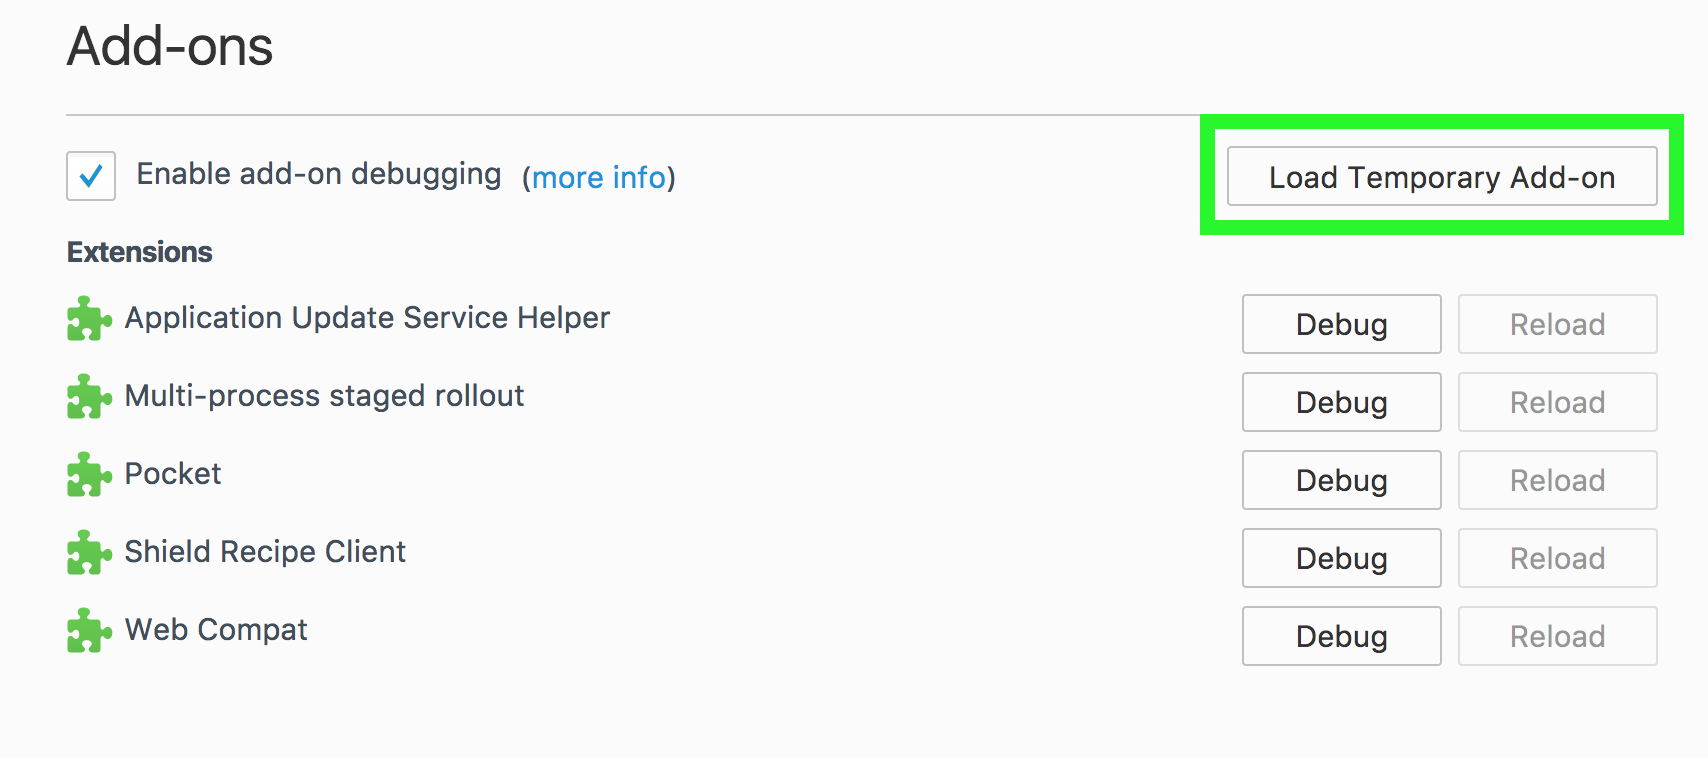 Add-ons
Enable add-on debugging (more info)
Load Temporary Add-on
Extensions
Application Update Service Helper
Debug
Reload
Multi-process staged rollout
Debug
Reload
Pocket
Debug
Reload
Shield Recipe Client
Debug
Reload
Web Compat
Debug
Reload